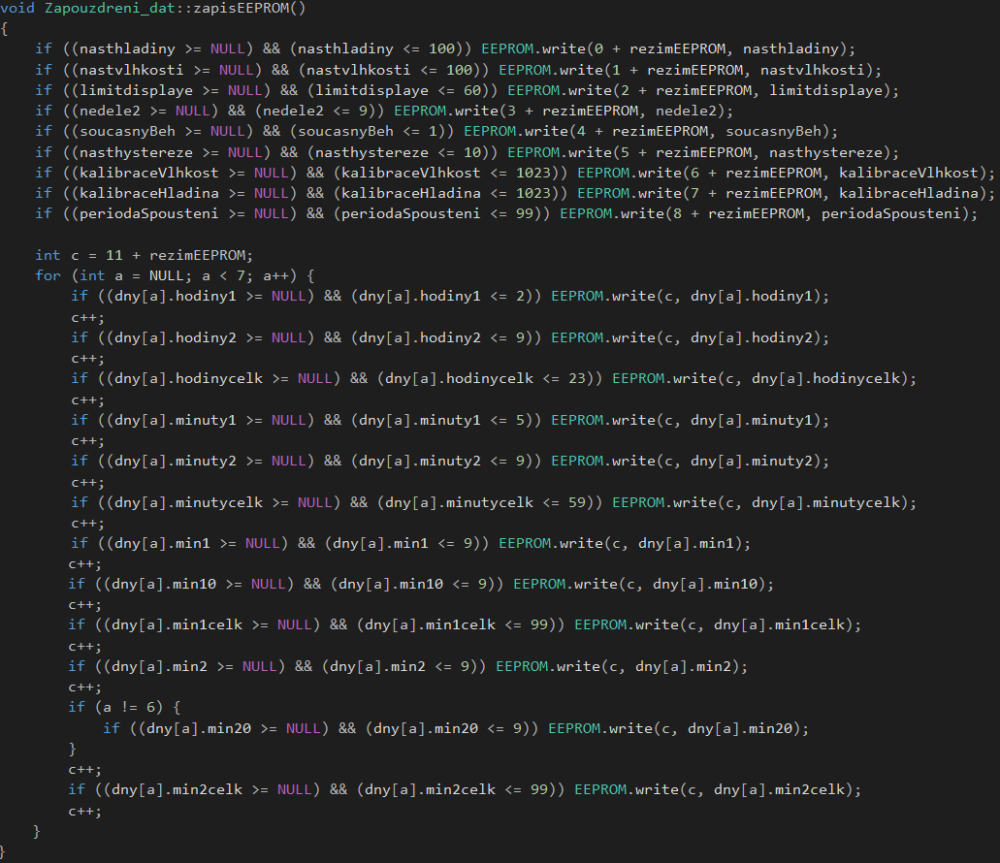 void Zapouzdreni_dat::zapisEEPROM()
{
    if ((nasthladiny >= NULL) && (nasthladiny <= 100)) EEPROM.write(0 + rezimEEPROM, nasthladiny);
    if ((nastvlhkosti >= NULL) && (nastvlhkosti <= 100)) EEPROM.write(1 + rezimEEPROM, nastvlhkosti);
    if ((limitdisplaye >= NULL) && (limitdisplaye <= 60)) EEPROM.write(2 + rezimEEPROM, limitdisplaye);
    if ((nedele2 >= NULL) && (nedele2 <= 9)) EEPROM.write(3 + rezimEEPROM, nedele2);
    if ((soucasnyBeh >= NULL) && (soucasnyBeh <= 1)) EEPROM.write(4 + rezimEEPROM, soucasnyBeh);
    if ((nasthystereze >= NULL) && (nasthystereze <= 10)) EEPROM.write(5 + rezimEEPROM, nasthystereze);
    if ((kalibraceVlhkost >= NULL) && (kalibraceVlhkost <= 1023)) EEPROM.write(6 + rezimEEPROM, kalibraceVlhkost);
    if ((kalibraceHladina >= NULL) && (kalibraceHladina <= 1023)) EEPROM.write(7 + rezimEEPROM, kalibraceHladina);
    if ((periodaSpousteni >= NULL) && (periodaSpousteni <= 99)) EEPROM.write(8 + rezimEEPROM, periodaSpousteni);

    int c = 11 + rezimEEPROM;
    for (int a = NULL; a < 7; a++) {
        if ((dny[a].hodiny1 >= NULL) && (dny[a].hodiny1 <= 2)) EEPROM.write(c, dny[a].hodiny1);
        c++;
        if ((dny[a].hodiny2 >= NULL) && (dny[a].hodiny2 <= 9)) EEPROM.write(c, dny[a].hodiny2);
        c++;
        if ((dny[a].hodinycelk >= NULL) && (dny[a].hodinycelk <= 23)) EEPROM.write(c, dny[a].hodinycelk);
        c++;
        if ((dny[a].minuty1 >= NULL) && (dny[a].minuty1 <= 5)) EEPROM.write(c, dny[a].minuty1);
        c++;
        if ((dny[a].minuty2 >= NULL) && (dny[a].minuty2 <= 9)) EEPROM.write(c, dny[a].minuty2);
        c++;
        if ((dny[a].minutycelk >= NULL) && (dny[a].minutycelk <= 59)) EEPROM.write(c, dny[a].minutycelk);
        c++;
        if ((dny[a].min1 >= NULL) && (dny[a].min1 <= 9)) EEPROM.write(c, dny[a].min1);
        c++;
        if ((dny[a].min10 >= NULL) && (dny[a].min10 <= 9)) EEPROM.write(c, dny[a].min10);
        c++;
        if ((dny[a].min1celk >= NULL) && (dny[a].min1celk <= 99)) EEPROM.write(c, dny[a].min1celk);
        c++;
        if ((dny[a].min2 >= NULL) && (dny[a].min2 <= 9)) EEPROM.write(c, dny[a].min2);
        c++;
        if (a != 6) {
            if ((dny[a].min20 >= NULL) && (dny[a].min20 <= 9)) EEPROM.write(c, dny[a].min20);
        }
        c++;
        if ((dny[a].min2celk >= NULL) && (dny[a].min2celk <= 99)) EEPROM.write(c, dny[a].min2celk);
        c++;
    }
}